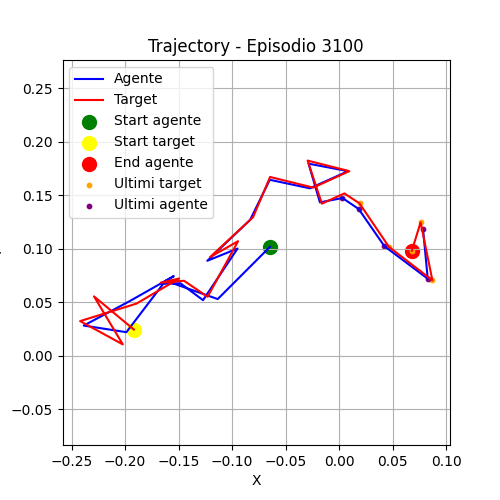 Trajectory - Episodio 3100
Agente
Target
Start agente
Start target
End agente
Ultimi target
Ultimi agente
0.25
0.20
0.15
0.10
0.05
0.00
−0.05
−0.25 −0.20 −0.15 −0.10 −0.05 0.00 0.05 0.10
X